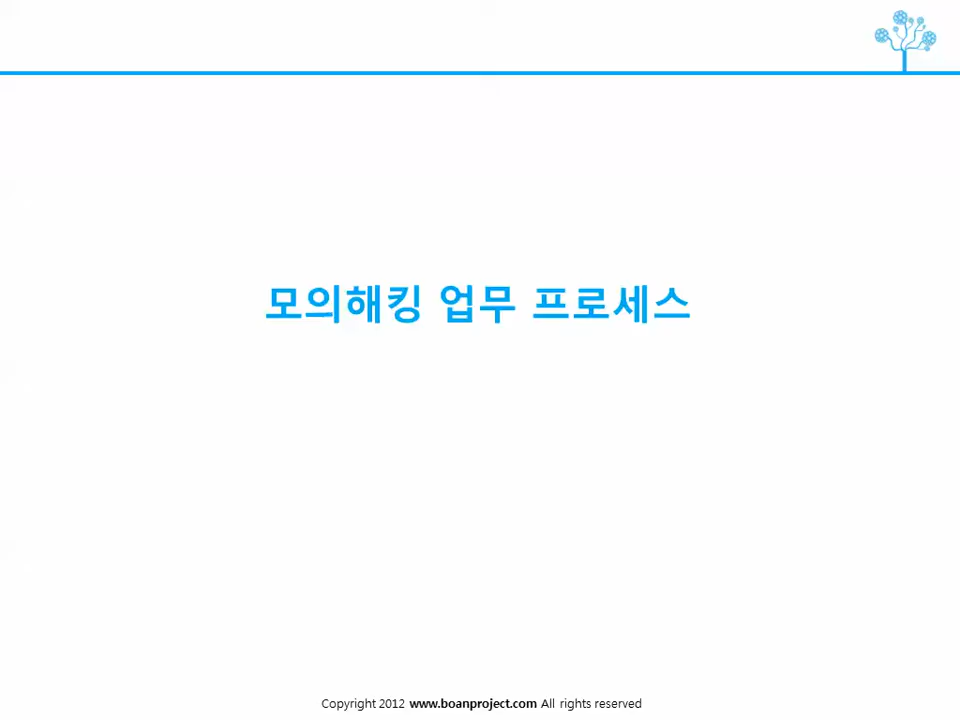 모의해킹 업무 프로세스
Copyright 2012 www.boanproject.com All rights reserved